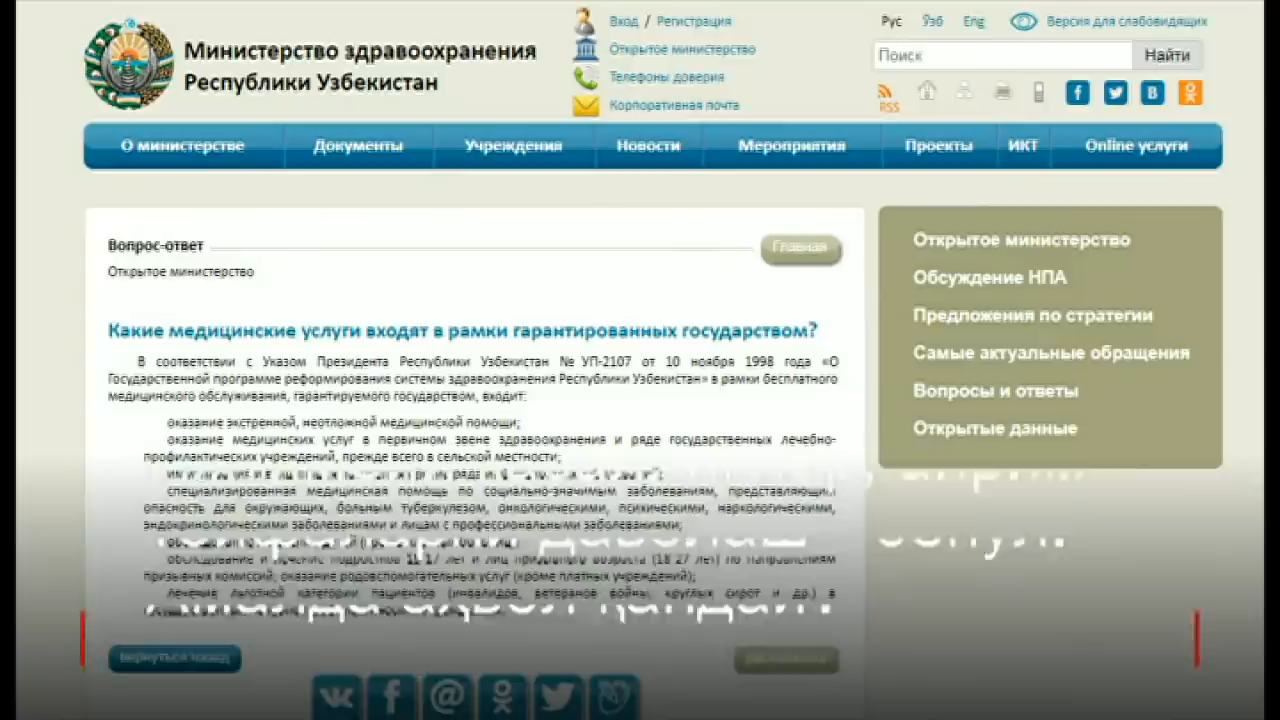 Министерство здравоохранения
Республики Узбекистан
Вход / Регистрация
Открытое министерство
Телефоны доверия
Корпоративная почта
Рус Ўзб Eng Версия для слабовидящих
Поиск Найти
RSS
О министерстве Документы Учреждения Новости Мероприятия Проекты ИКТ Online услуги
Вопрос-ответ
Главная
Открытое министерство
Какие медицинские услуги входят в рамки гарантированных государством?
В соответствии с Указом Президента Республики Узбекистан № УП-2107 от 10 ноября 1998 года «О
Государственной программе реформирования системы здравоохранения Республики Узбекистан» в рамки бесплатного
медицинского обслуживания, гарантируемого государством, входит:
оказание экстренной, неотложной медицинской помощи;
оказание медицинских услуг в первичном звене здравоохранения и ряде государственных лечебно-
профилактических учреждений, прежде всего в сельской местности;
специализированная медицинская помощь по социально-значимым заболеваниям, представляющим
опасность для окружающих, больным туберкулезом, онкологическими, психическими, наркологическими,
эндокринологическими заболеваниями и лицам с профессиональными заболеваниями;
обследование и лечение подростков лет и лиц призывного возраста (18 27 лет) по направлениям
призывных комиссий; оказание родовспомогательных услуг (кроме платных учреждений);
лечение льготной категории пациентов (инвалидов, ветеранов войны, круглых сирот и др.) в
Вернуться назад
Открытое министерство
Обсуждение НПА
Предложения по стратегии
Самые актуальные обращения
Вопросы и ответы
Открытые данные